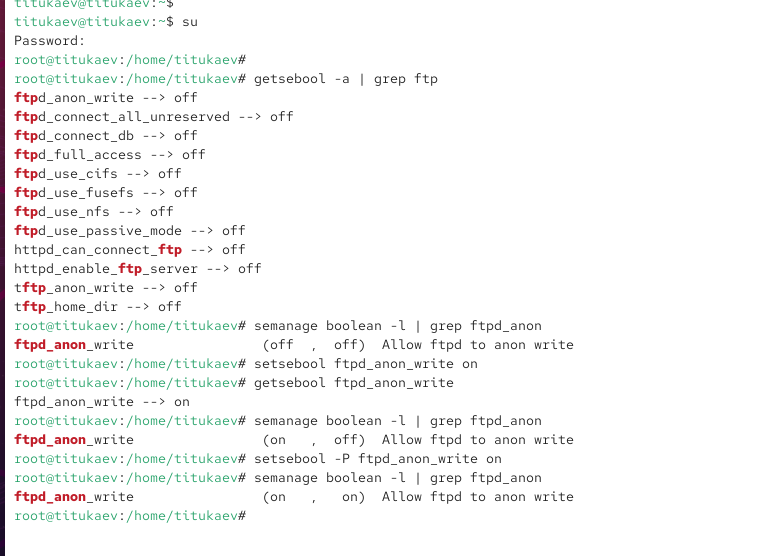 titukaev@titukaev:~$
titukaev@titukaev:~$ su
Password:
root@titukaev:/home/titukaev#
root@titukaev:/home/titukaev# getsebool -a | grep ftp
ftpd_anon_write --> off
ftpd_connect_all_unreserved --> off
ftpd_connect_db --> off
ftpd_full_access --> off
ftpd_use_cifs --> off
ftpd_use_fusefs --> off
ftpd_use_nfs --> off
ftpd_use_passive_mode --> off
httpd_can_connect_ftp --> off
httpd_enable_ftp_server --> off
tftp_anon_write --> off
tftp_home_dir --> off
root@titukaev:/home/titukaev# semanage boolean -l | grep ftpd_anon
ftpd_anon_write                (off  ,  off)  Allow ftpd to anon write
root@titukaev:/home/titukaev# setsebool ftpd_anon_write on
root@titukaev:/home/titukaev# getsebool ftpd_anon_write
ftpd_anon_write --> on
root@titukaev:/home/titukaev# semanage boolean -l | grep ftpd_anon
ftpd_anon_write                (on   ,  off)  Allow ftpd to anon write
root@titukaev:/home/titukaev# setsebool -P ftpd_anon_write on
root@titukaev:/home/titukaev# semanage boolean -l | grep ftpd_anon
ftpd_anon_write                (on   ,   on)  Allow ftpd to anon write
root@titukaev:/home/titukaev#